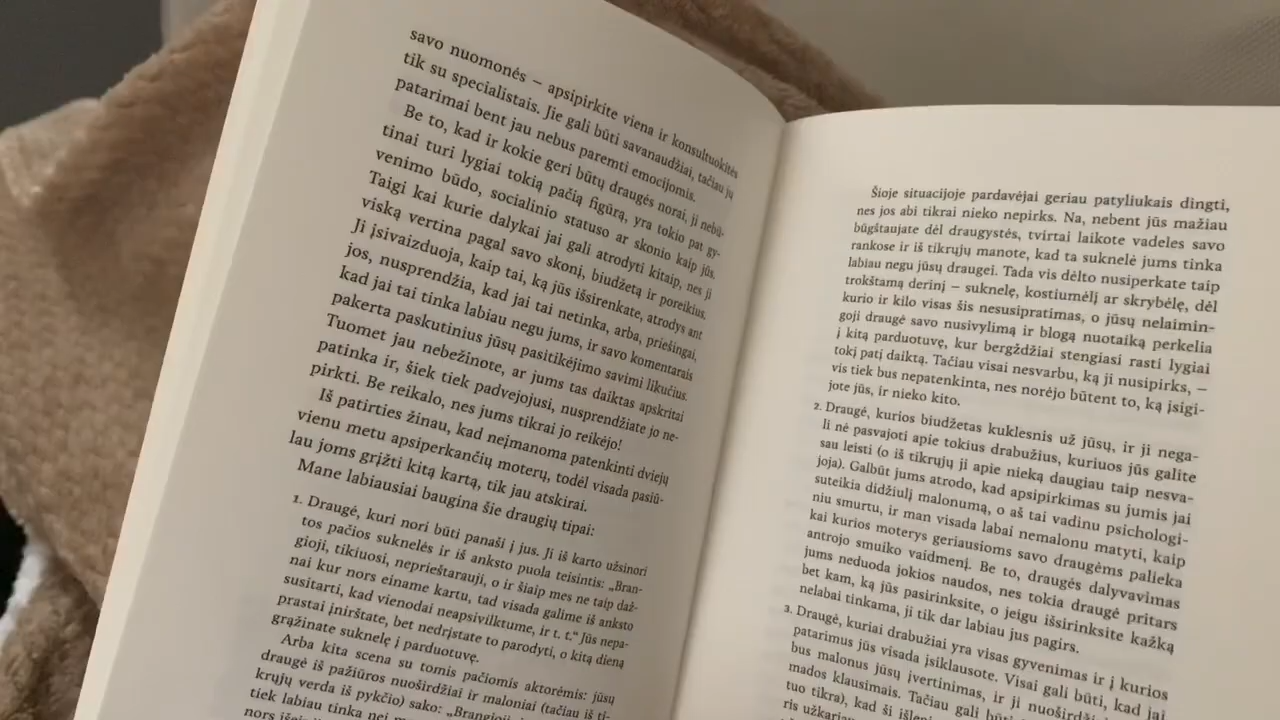 savo nuomonės – apsipirkite viena ir konsultuokitės
tik su specialistais. Jie gali būti savanaudžiai, tačiau jų
patarimai bent jau nebus paremti emocijomis.
Be to, kad ir kokie geri būtų draugės norai, ji nebū-
tinai turi lygiai tokią pačią figūrą, yra tokio pat gy-
venimo būdo, socialinio statuso ar skonio kaip jūs.
Taigi kai kurie dalykai jai gali atrodyti kitaip, nes ji
viską vertina pagal savo skonį, biudžetą ir poreikius.
Ji įsivaizduoja, kaip tai, ką jūs išsirenkate, atrodys ant
jos, nusprendžia, kad jai tai netinka, arba, priešingai,
kad jai tai tinka labiau negu jums, ir savo komentarais
pakerta paskutinius jūsų pasitikėjimo savimi likučius.
Tuomet jau nebežinote, ar jums tas daiktas apskritai
patinka ir, šiek tiek padvejojusi, nusprendžiate jo ne-
pirkti. Be reikalo, nes jums tikrai jo reikėjo!
Iš patirties žinau, kad neįmanoma patenkinti dviejų
vienu metu apsiperkančių moterų, todėl visada pasiū-
lau joms grįžti kitą kartą, tik jau atskirai.
Mane labiausiai baugina šie draugių tipai:
1. Draugė, kuri nori būti panaši į jus. Ji iš karto užsinori
tos pačios suknelės ir iš anksto puola teisintis: „Bran-
gioji, tikiuosi, neprieštarauji, o ir šiaip mes ne taip daž-
nai kur nors einame kartu, tad visada galime iš anksto
susitarti, kad vienodai neapsivilktume, ir t. t.“ Jūs nepa-
prastai įnirštate, bet nedrįstate to parodyti, o kitą dieną
grąžinate suknelę į parduotuvę.
Arba kita scena su tomis pačiomis aktorėmis: jūsų
draugė iš pažiūros nuoširdžiai ir maloniai (tačiau iš ti-
krųjų verda iš pykčio) sako: „Brangioji,
tiek labiau tinka nei
nors išei
Šioje situacijoje pardavėjai geriau patyliukais dingti,
nes jos abi tikrai nieko nepirks. Na, nebent jūs mažiau
būgštaujate dėl draugystės, tvirtai laikote vadeles savo
rankose ir iš tikrųjų manote, kad ta suknelė jums tinka
labiau negu jūsų draugei. Tada vis dėlto nusiperkate taip
trokštamą derinį – suknelę, kostiumėlį ar skrybėlę, dėl
kurio ir kilo visas šis nesusipratimas, o jūsų nelaimin-
goji draugė savo nusivylimą ir blogą nuotaiką perkelia
į kitą parduotuvę, kur bergždžiai stengiasi rasti lygiai
tokį patį daiktą. Tačiau visai nesvarbu, ką ji nusipirks, –
vis tiek bus nepatenkinta, nes norėjo būtent to, ką įsigi-
jote jūs, ir nieko kito.
2. Draugė, kurios biudžetas kuklesnis už jūsų, ir ji nega-
li nė pasvajoti apie tokius drabužius, kuriuos jūs galite
sau leisti (o iš tikrųjų ji apie nieką daugiau taip nesva-
joja). Galbūt jums atrodo, kad apsipirkimas su jumis jai
suteikia didžiulį malonumą, o aš tai vadinu psichologi-
niu smurtu, ir man visada labai nemalonu matyti, kaip
kai kurios moterys geriausioms savo draugėms palieka
antrojo smuiko vaidmenį. Be to, draugės dalyvavimas
jums neduoda jokios naudos, nes tokia draugė pritars
bet kam, ką jūs pasirinksite, o jeigu išsirinksite kažką
nelabai tinkama, ji tik dar labiau jus pagirs.
3. Draugė, kuriai drabužiai yra visas gyvenimas ir į kurios
patarimus jūs visada įsiklausote. Visai gali būti, kad jai
bus malonus jūsų įvertinimas, ir ji
mados klausimais. Tačiau gali
tuo tikra), kad ši
ris užkariau